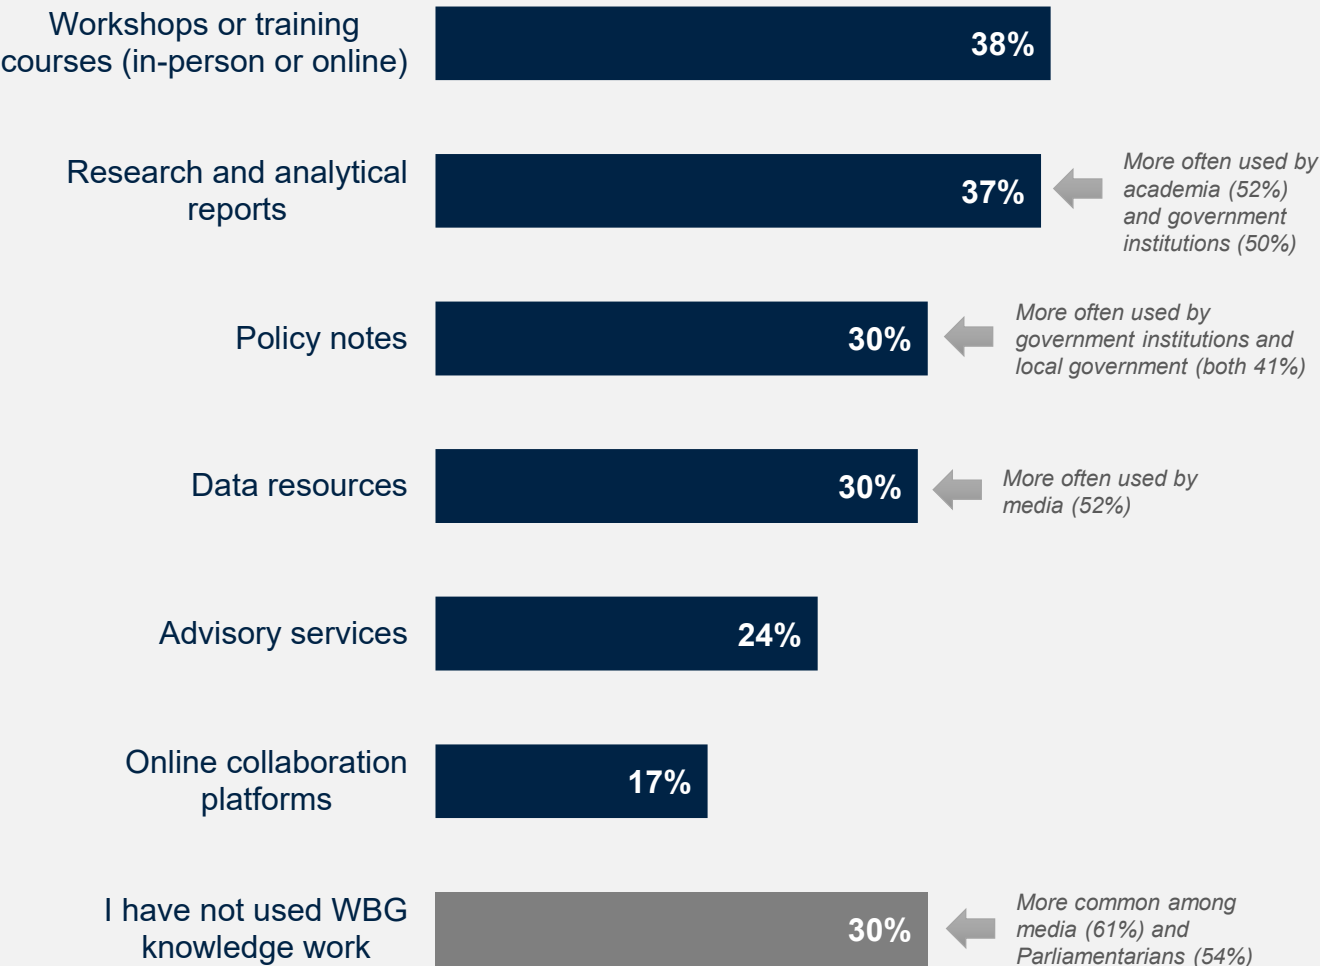 Workshops or training
courses (in-person or online)
38%
Research and analytical
reports
37%
More often used by
academia (52%)
and government
institutions (50%)
Policy notes
30%
More often used by
government institutions and
local government (both 41%)
Data resources
30%
More often used by
media (52%)
Advisory services
24%
Online collaboration
platforms
17%
I have not used WBG
knowledge work
30%
More common among
media (61%) and
Parliamentarians (54%)